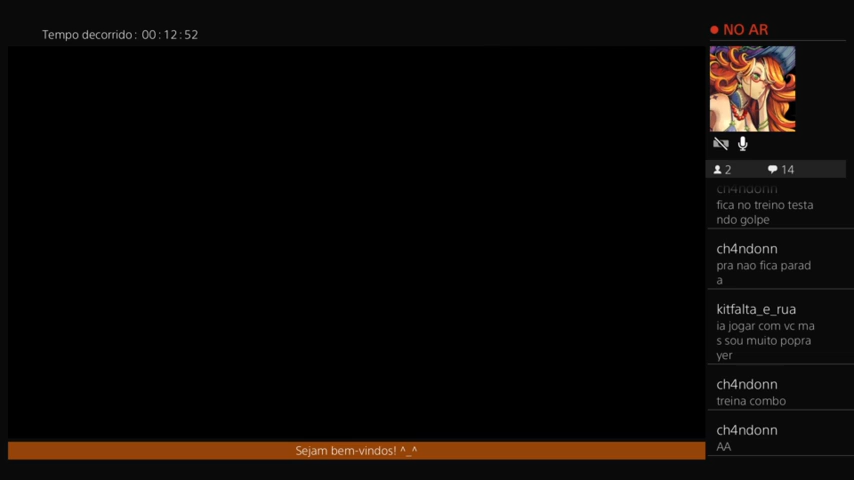 Tempo decorrido: 00:12:52
NO AR
2 14
ch4ndonn
fica no treino testa
ndo golpe
ch4ndonn
pra nao fica parad
a
kitfalta_e_rua
ia jogar com vc ma
s sou muito popra
yer
ch4ndonn
treina combo
ch4ndonn
AA
Sejam bem-vindos! ^_^